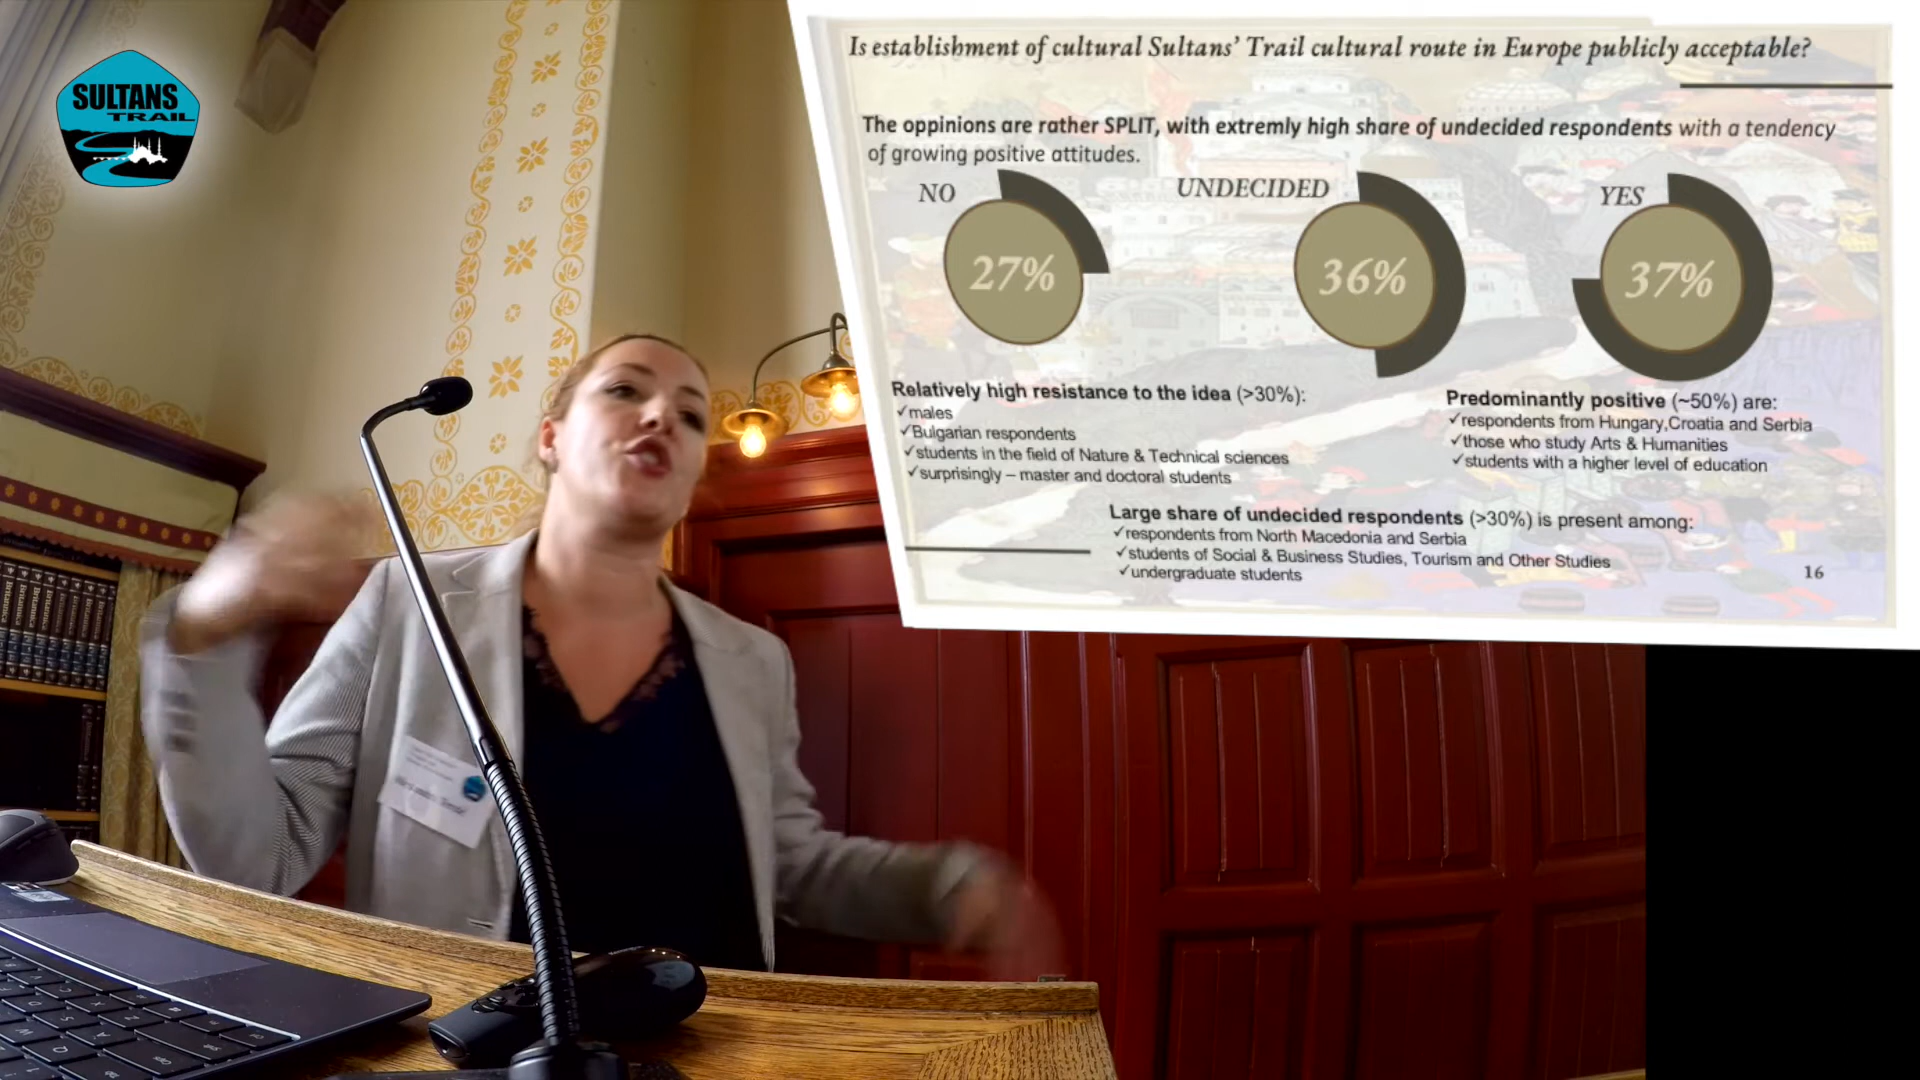 SULTANS
TRAIL
Is establishment of cultural Sultans' Trail cultural route in Europe publicly acceptable?
The oppinions are rather SPLIT, with extremely high share of undecided respondents with a tendency
of growing positive attitudes.
NO
27%
UNDECIDED
36%
YES
37%
Relatively high resistance to the idea (>30%):
✓males
✓Bulgarian respondents
✓students in the field of Nature & Technical sciences
✓surprisingly – master and doctoral students
Predominantly positive (~50%) are:
✓respondents from Hungary,Croatia and Serbia
✓those who study Arts & Humanities
✓students with a higher level of education
Large share of undecided respondents (>30%) is present among:
✓respondents from North Macedonia and Serbia
✓students of Social & Business Studies, Tourism and Other Studies
✓undergraduate students
16
Britannica
Britannica
Britannica
Britannica